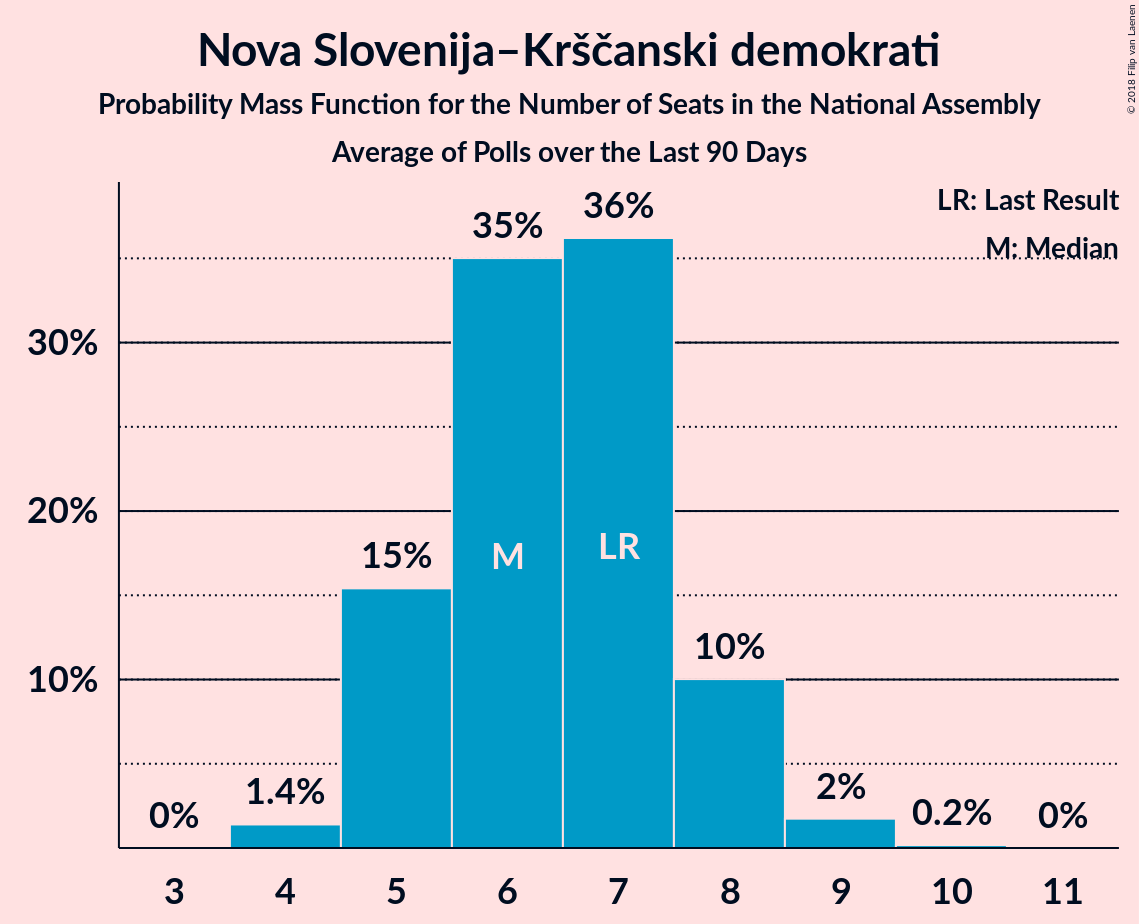 Nova Slovenija–Krščanski demokrati
Probability Mass Function for the Number of Seats in the National Assembly
Average of Polls over the Last 90 Days
© 2018 Filip van Laenen
LR: Last Result
M: Median
36%
35%
30%
20%
15%
M
LR
10%
10%
0%
1.4%
2%
0.2%
0%
3 4 5 6 7 8 9 10 11